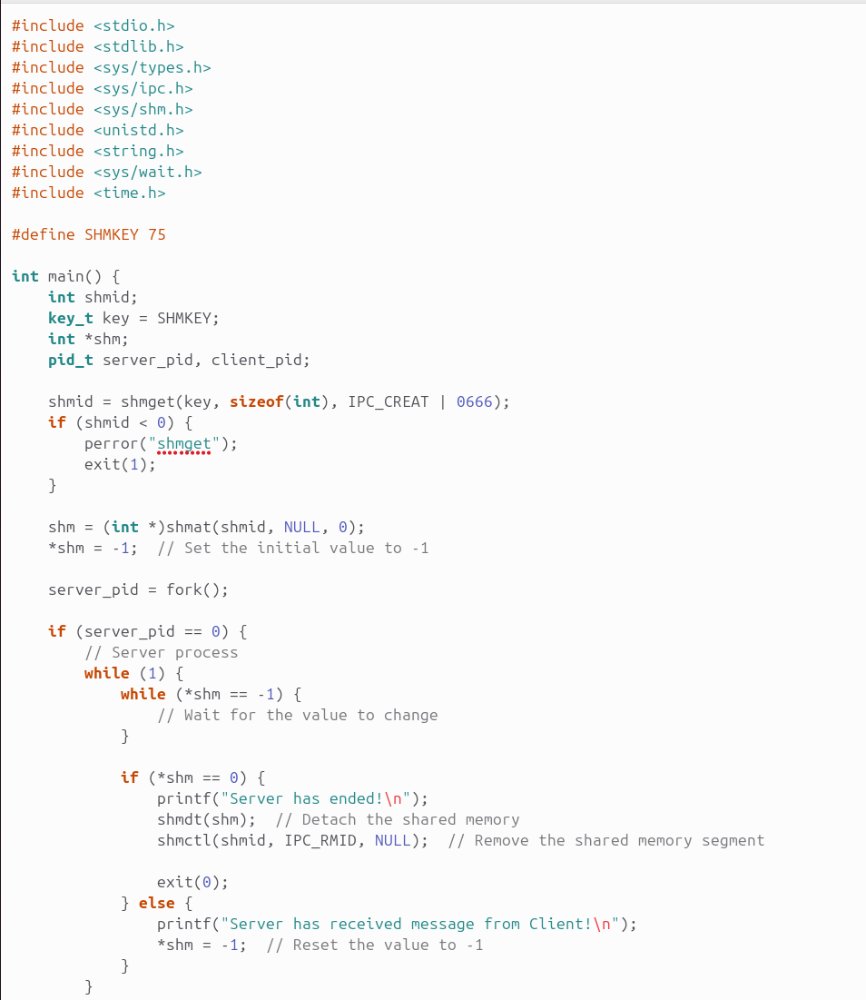 #include <stdio.h>
#include <stdlib.h>
#include <sys/types.h>
#include <sys/ipc.h>
#include <sys/shm.h>
#include <unistd.h>
#include <string.h>
#include <sys/wait.h>
#include <time.h>

#define SHMKEY 75

int main() {
    int shmid;
    key_t key = SHMKEY;
    int *shm;
    pid_t server_pid, client_pid;

    shmid = shmget(key, sizeof(int), IPC_CREAT | 0666);
    if (shmid < 0) {
        perror("shmget");
        exit(1);
    }

    shm = (int *)shmat(shmid, NULL, 0);
    *shm = -1;  // Set the initial value to -1

    server_pid = fork();

    if (server_pid == 0) {
        // Server process
        while (1) {
            while (*shm == -1) {
                // Wait for the value to change
            }

            if (*shm == 0) {
                printf("Server has ended!\n");
                shmdt(shm);  // Detach the shared memory
                shmctl(shmid, IPC_RMID, NULL);  // Remove the shared memory segment

                exit(0);
            } else {
                printf("Server has received message from Client!\n");
                *shm = -1;  // Reset the value to -1
            }
        }